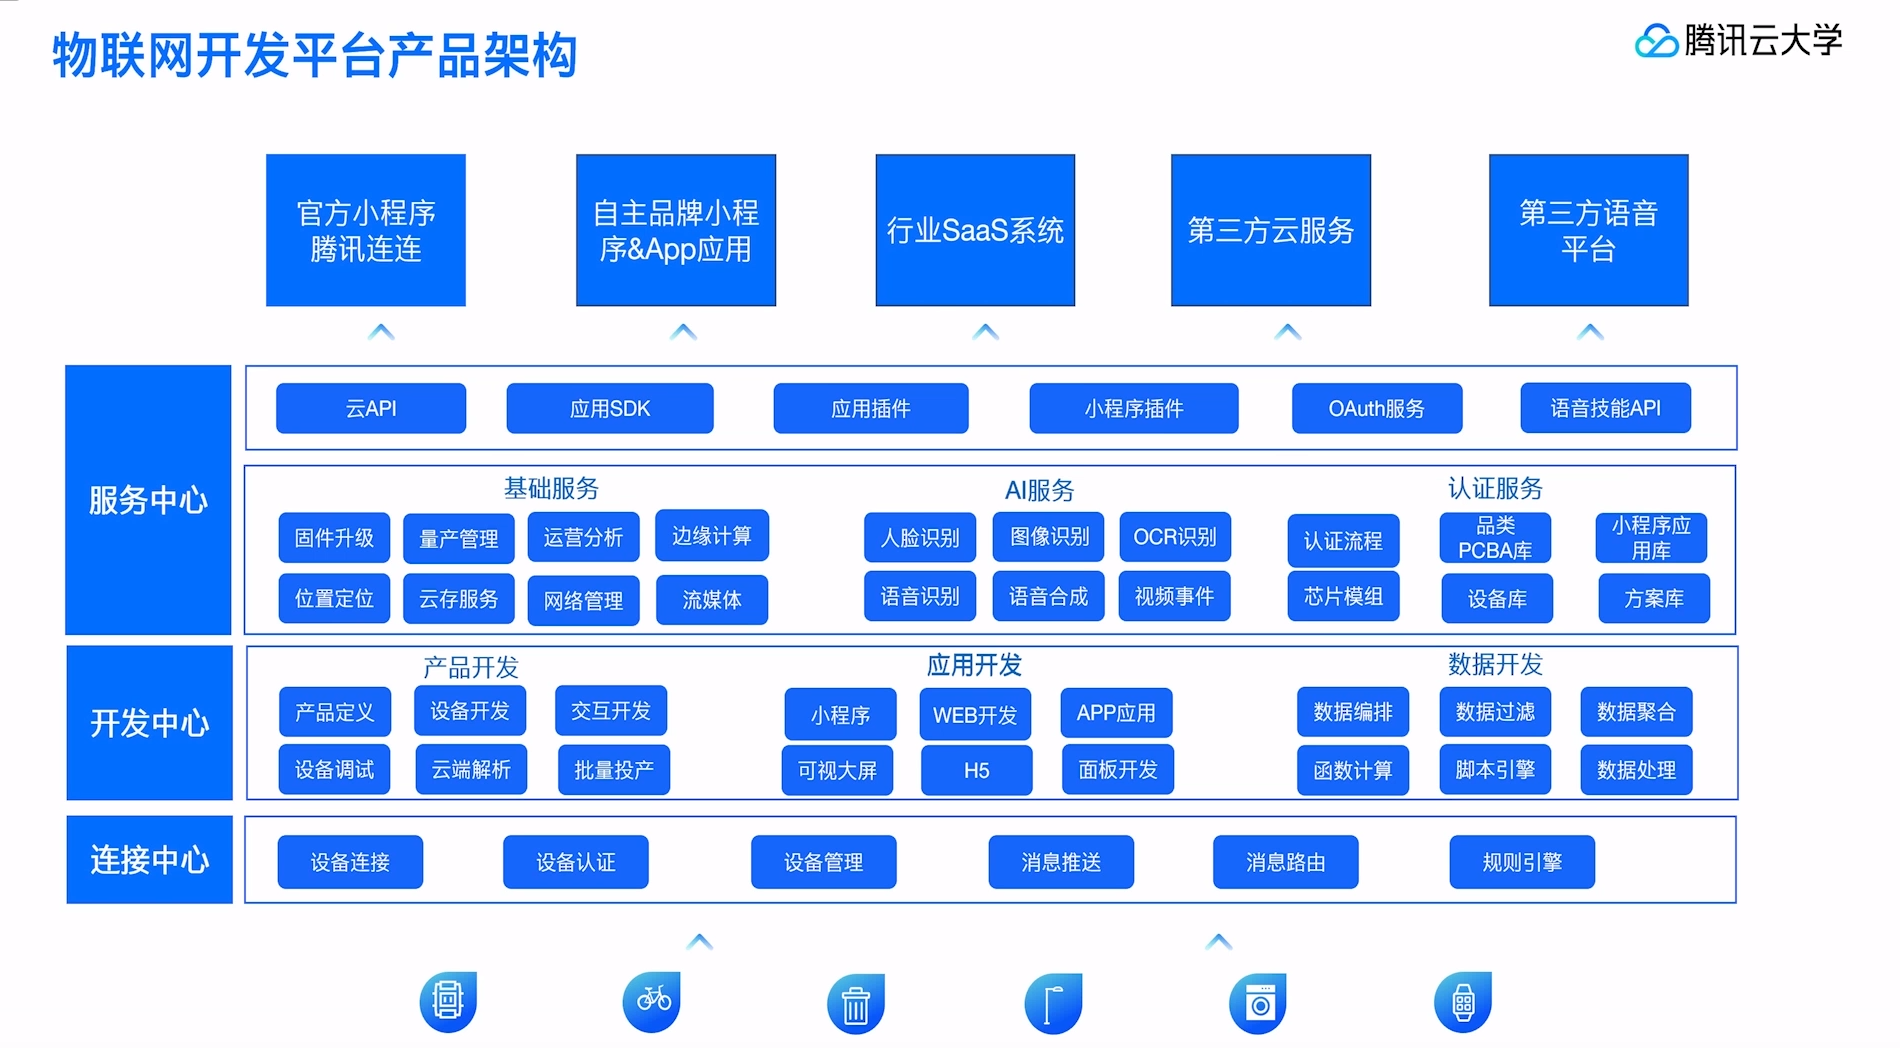 物联网开发平台产品架构
腾讯云大学
官方小程序
腾讯连连
自主品牌小程
序&App应用
行业SaaS系统
第三方云服务
第三方语音
平台
服务中心
云API
应用SDK
应用插件
小程序插件
OAuth服务
语音技能API
基础服务
固件升级
量产管理
运营分析
边缘计算
位置定位
云存服务
网络管理
流媒体
AI服务
人脸识别
图像识别
OCR识别
语音识别
语音合成
视频事件
认证服务
认证流程
品类
PCBA库
小程序应
用库
芯片模组
设备库
方案库
开发中心
产品开发
产品定义
设备开发
交互开发
设备调试
云端解析
批量投产
应用开发
小程序
WEB开发
APP应用
可视大屏
H5
面板开发
数据开发
数据编排
数据过滤
数据聚合
函数计算
脚本引擎
数据处理
连接中心
设备连接
设备认证
设备管理
消息推送
消息路由
规则引擎